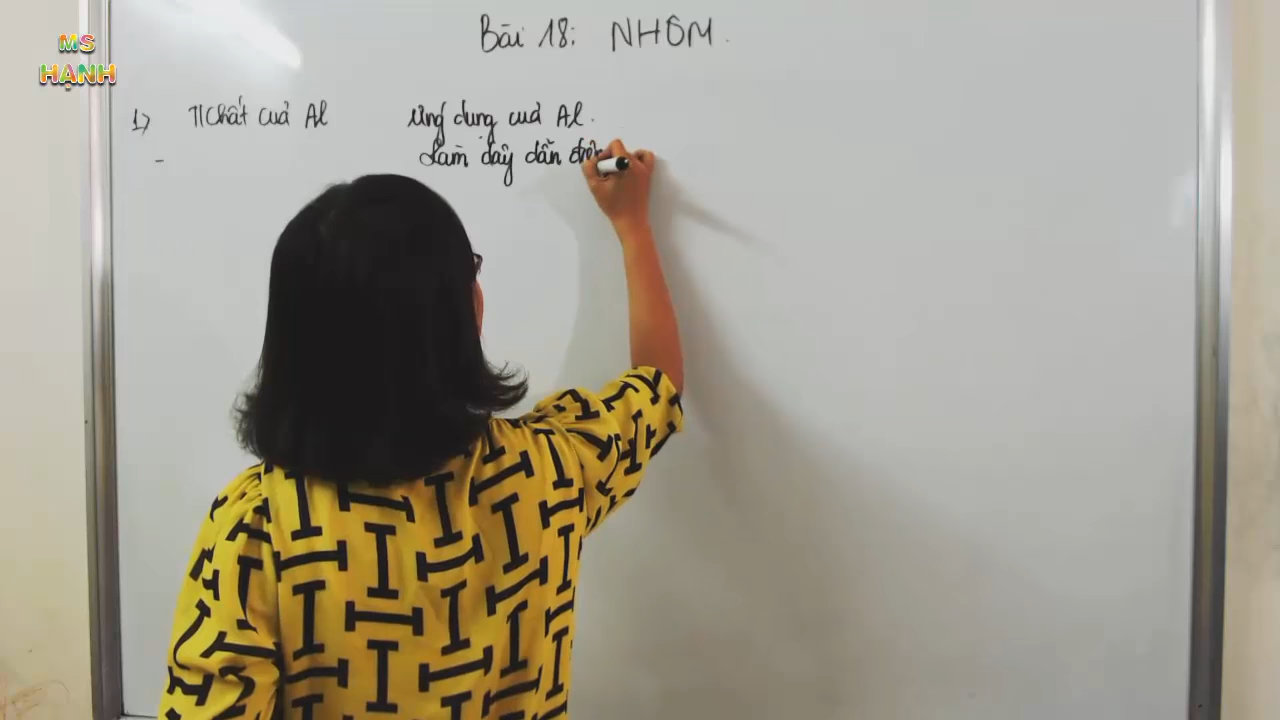 MS
HẠNH
Bài 18: NHÔM.
1) T/chất của Al
ứng dụng của Al.
-
Làm dây dẫn